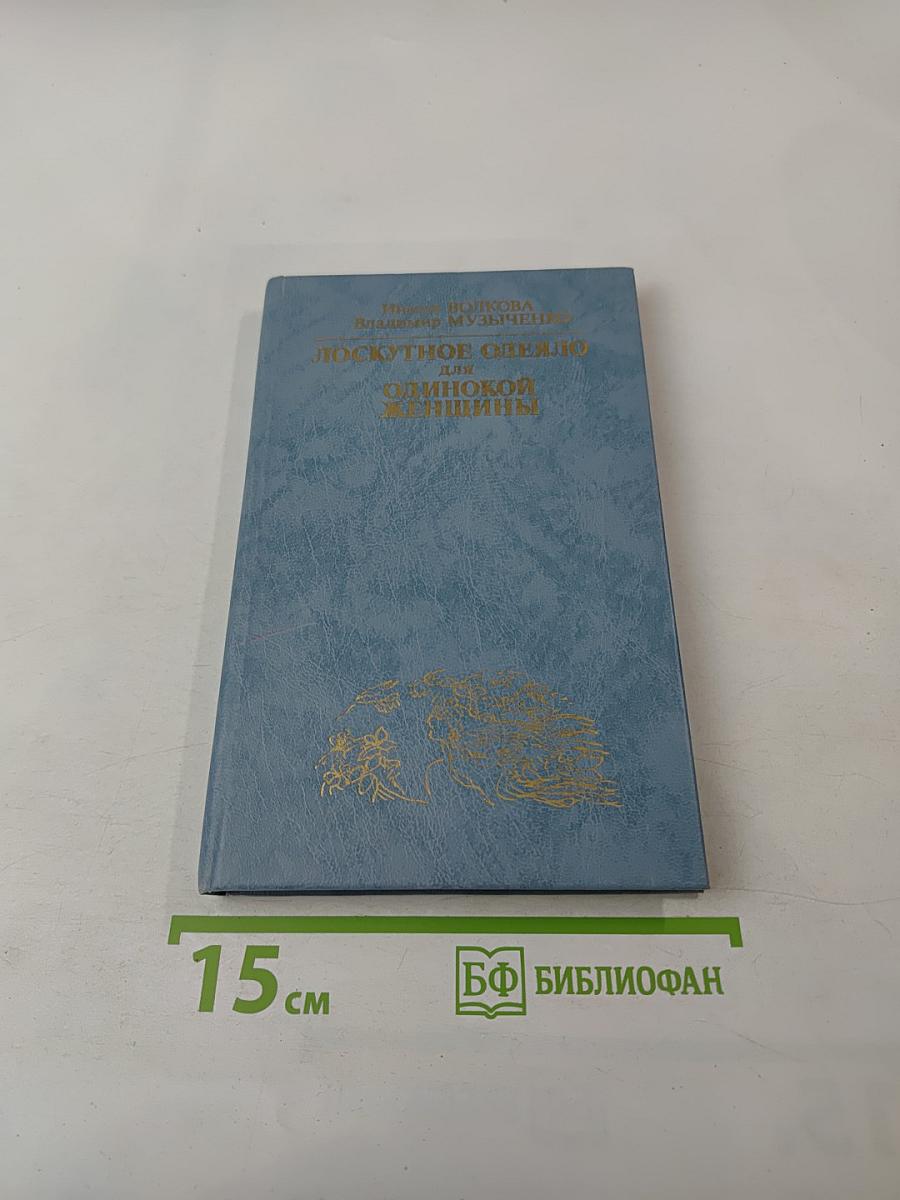 ВОЛКОВА
Владимир МУЗЫЧЕНКО
ЛОСКУТНОЕ ОДЕЯЛО
для
ОДИНОКОЙ
ЖЕНЩИНЫ
15 см
БФ БИБЛИОФАН